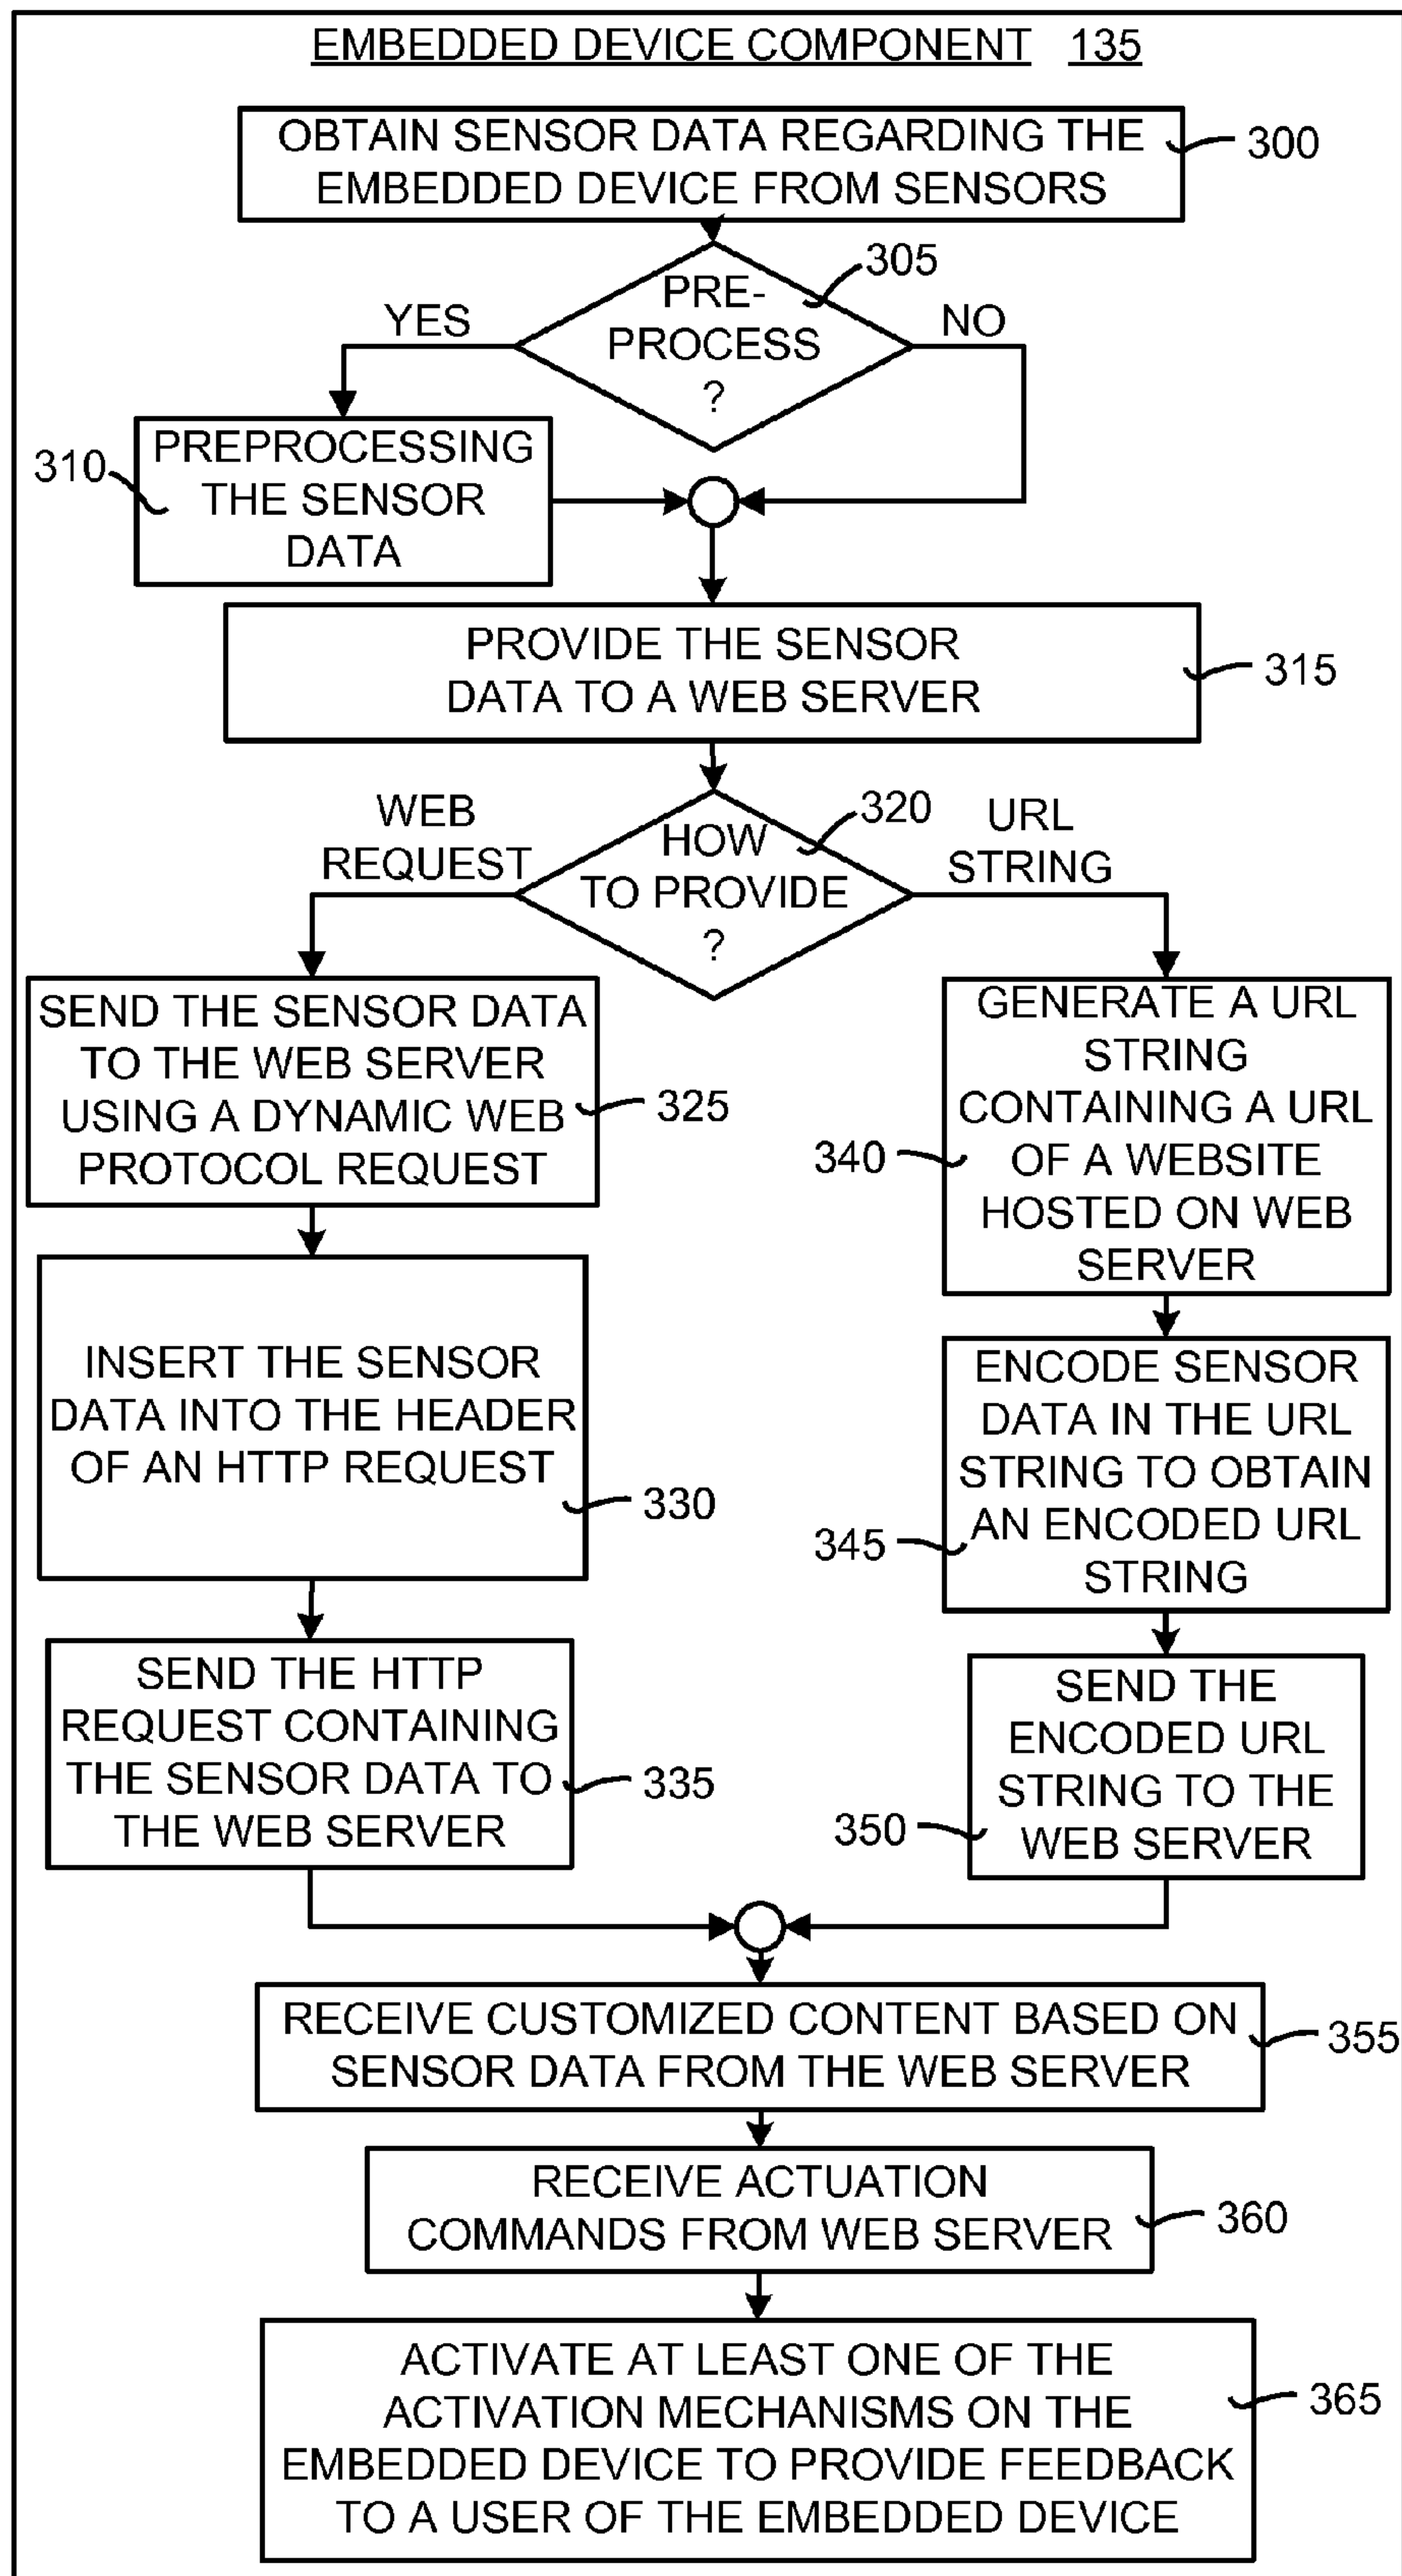 EMBEDDED DEVICE COMPONENT 135
OBTAIN SENSOR DATA REGARDING THE
EMBEDDED DEVICE FROM SENSORS
300
305
PRE-
PROCESS
?
YES
NO
310
PREPROCESSING
THE SENSOR
DATA
PROVIDE THE SENSOR
DATA TO A WEB SERVER
315
320
HOW
TO PROVIDE
?
WEB
REQUEST
URL
STRING
SEND THE SENSOR DATA
TO THE WEB SERVER
USING A DYNAMIC WEB
PROTOCOL REQUEST
325
INSERT THE SENSOR
DATA INTO THE HEADER
OF AN HTTP REQUEST
330
SEND THE HTTP
REQUEST CONTAINING
THE SENSOR DATA TO
THE WEB SERVER
335
GENERATE A URL
STRING
CONTAINING A URL
OF A WEBSITE
HOSTED ON WEB
SERVER
340
ENCODE SENSOR
DATA IN THE URL
STRING TO OBTAIN
AN ENCODED URL
STRING
345
SEND THE
ENCODED URL
STRING TO THE
WEB SERVER
350
RECEIVE CUSTOMIZED CONTENT BASED ON
SENSOR DATA FROM THE WEB SERVER
355
RECEIVE ACTUATION
COMMANDS FROM WEB SERVER
360
ACTIVATE AT LEAST ONE OF THE
ACTIVATION MECHANISMS ON THE
EMBEDDED DEVICE TO PROVIDE FEEDBACK
TO A USER OF THE EMBEDDED DEVICE
365